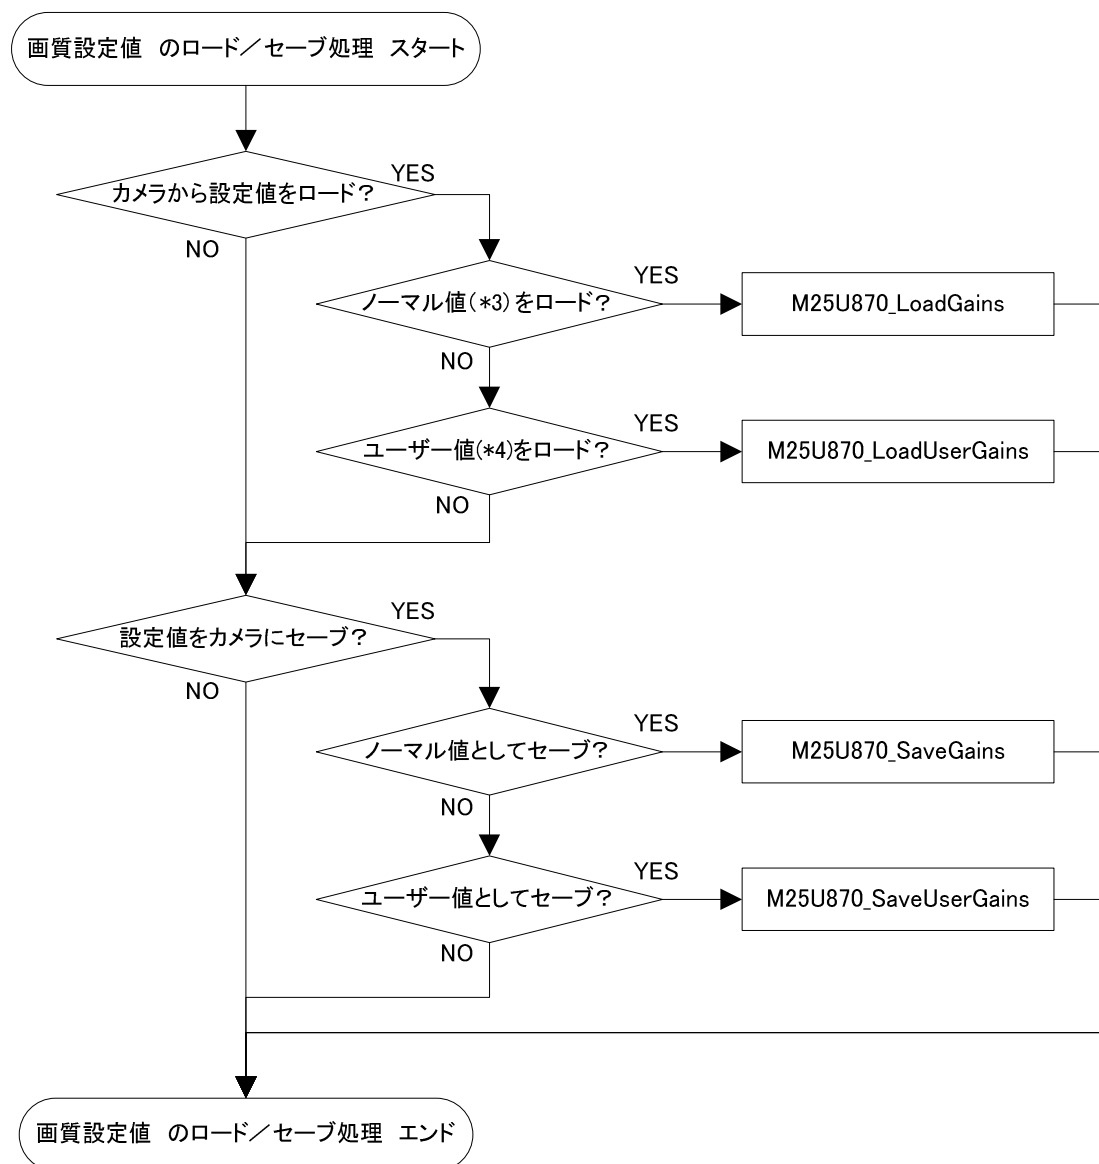 画質設定値　のロード／セーブ処理　スタート
カメラから設定値をロード？
YES
NO
ノーマル値(*3)をロード？
YES
M25U870_LoadGains
NO
ユーザー値(*4)をロード？
YES
M25U870_LoadUserGains
NO
設定値をカメラにセーブ？
YES
NO
ノーマル値としてセーブ？
YES
M25U870_SaveGains
NO
ユーザー値としてセーブ？
YES
M25U870_SaveUserGains
NO
画質設定値　のロード／セーブ処理　エンド